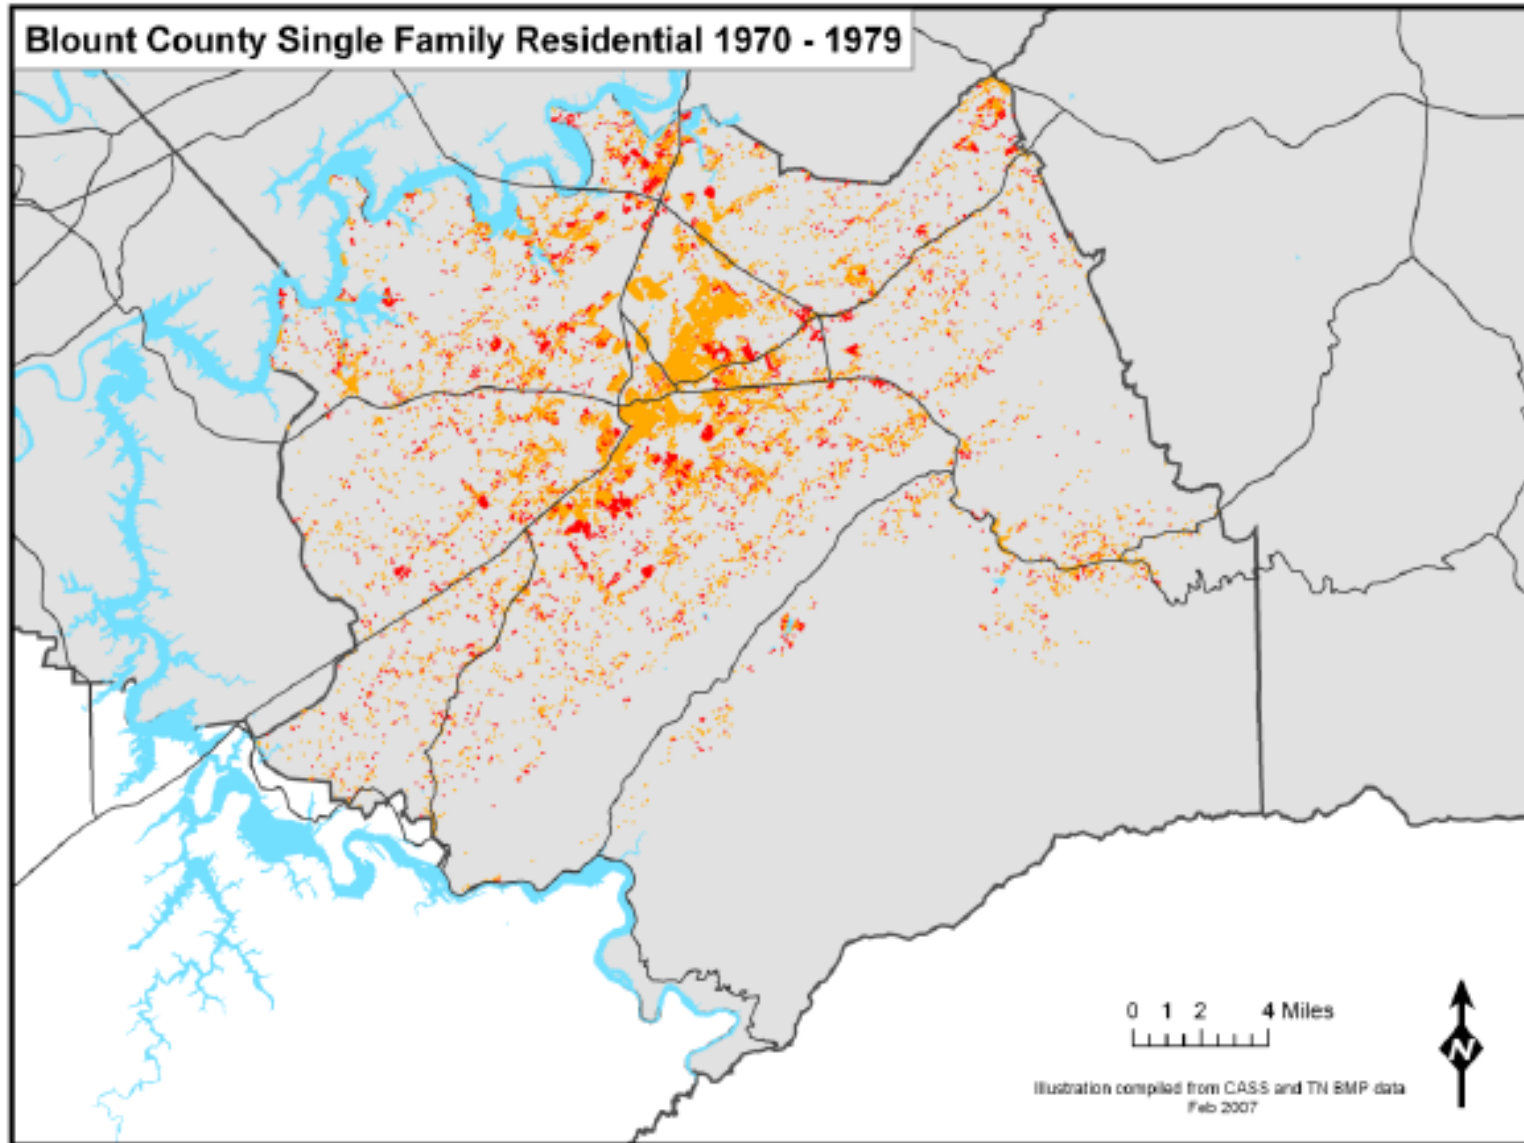 Blount County Single Family Residential 1970 - 1979
0 1 2 4 Miles
N
Illustration compiled from CASS and TN BMP data
Feb 2007